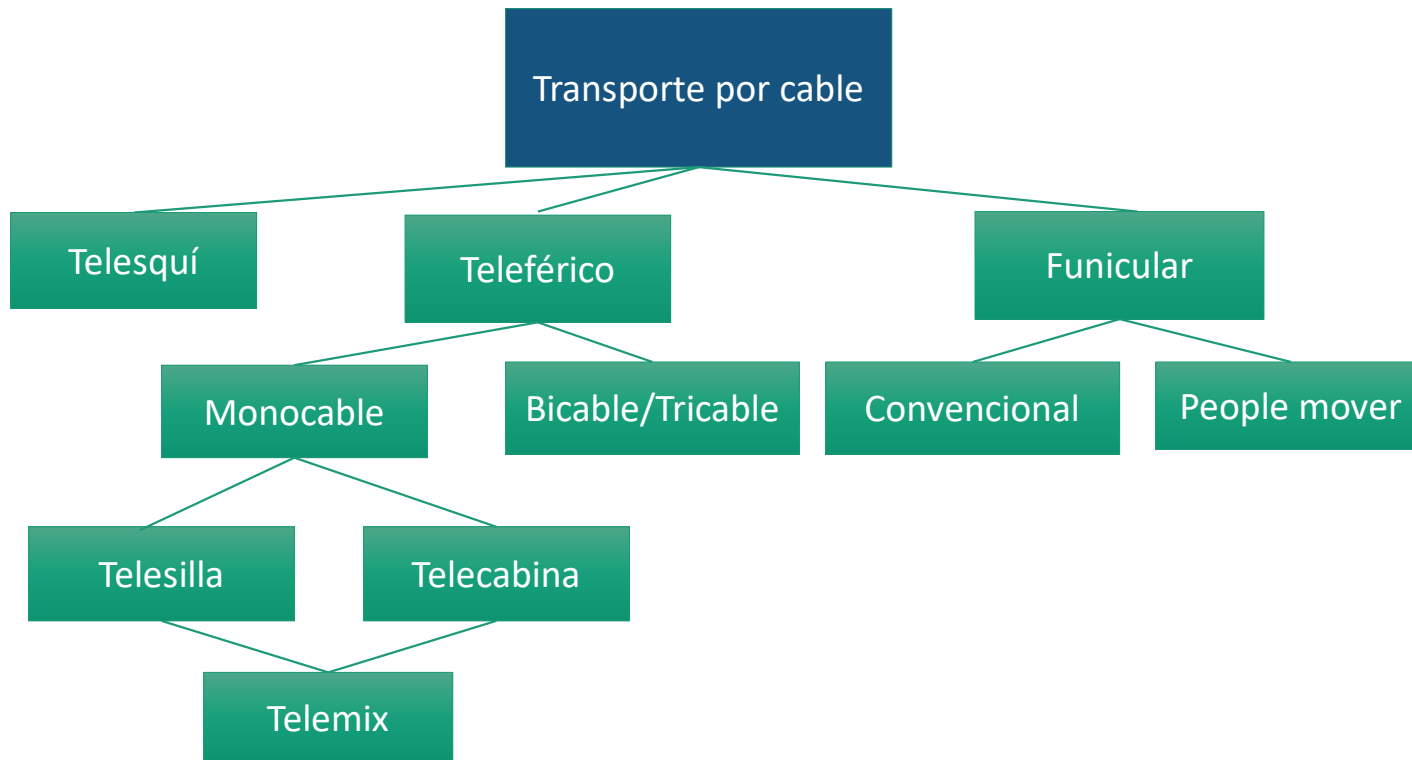 Transporte por cable
Telesquí
Teleférico
Funicular
Monocable
Bicable/Tricable
Convencional
People mover
Telesilla
Telecabina
Telemix